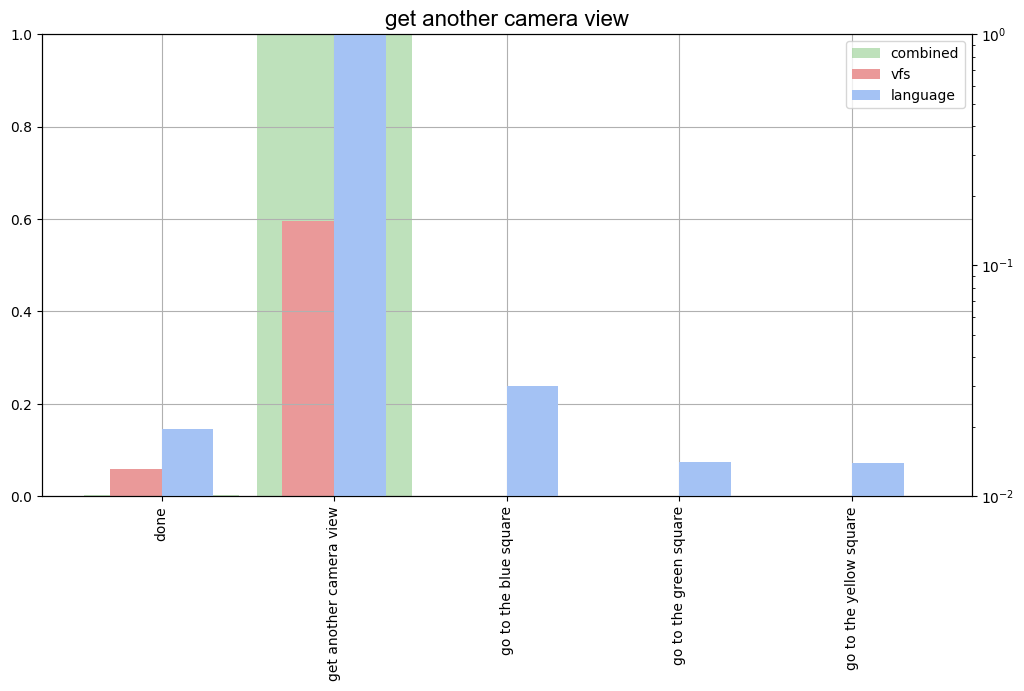 get another camera view
1.0
0.8
0.6
0.4
0.2
0.0
10⁰
10⁻¹
10⁻²
combined
vfs
language
done
get another camera view
go to the blue square
go to the green square
go to the yellow square